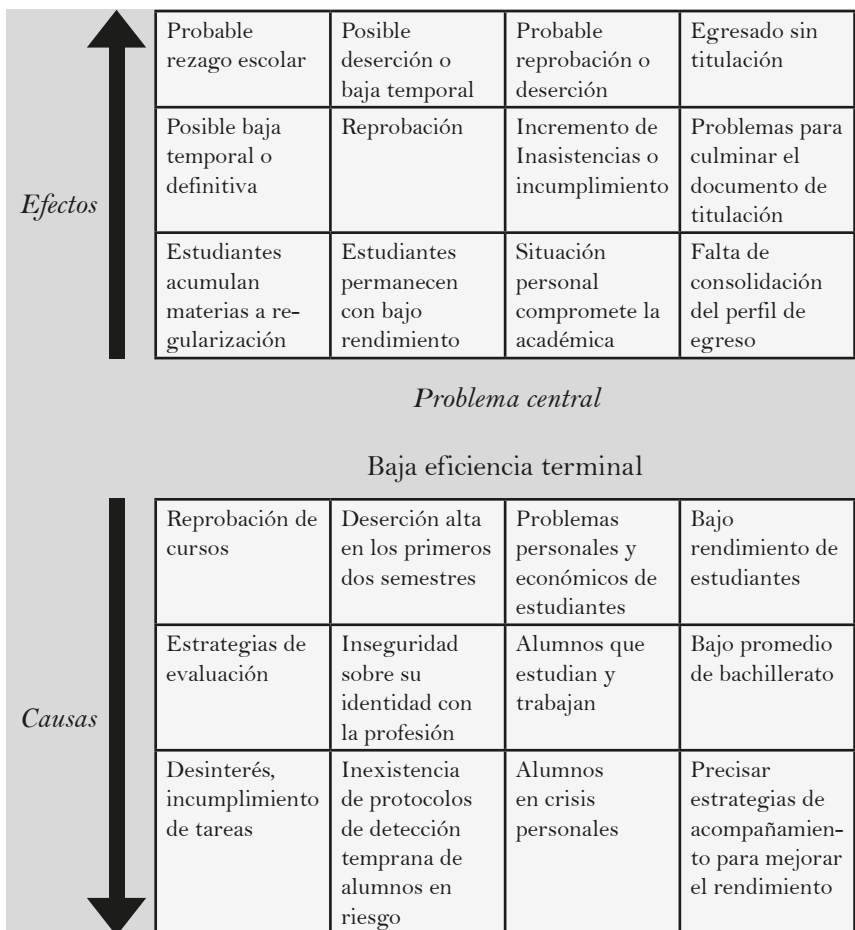 Efectos
Probable
rezago escolar
Posible
deserción o
baja temporal
Probable
reprobación o
deserción
Egresado sin
titulación
Posible baja
temporal o
definitiva
Reprobación
Incremento de
Inasistencias o
incumplimiento
Problemas para
culminar el
documento de
titulación
Estudiantes
acumulan
materias a re-
gularización
Estudiantes
permanecen
con bajo
rendimiento
Situación
personal
compromete la
académica
Falta de
consolidación
del perfil de
egreso
Problema central
Baja eficiencia terminal
Causas
Reprobación de
cursos
Deserción alta
en los primeros
dos semestres
Problemas
personales y
económicos de
estudiantes
Bajo
rendimiento de
estudiantes
Estrategias de
evaluación
Inseguridad
sobre su
identidad con
la profesión
Alumnos que
estudian y
trabajan
Bajo promedio
de bachillerato
Desinterés,
incumplimiento
de tareas
Inexistencia
de protocolos
de detección
temprana de
alumnos en
riesgo
Alumnos
en crisis
personales
Precisar
estrategias de
acompañamien-
to para mejorar
el rendimiento